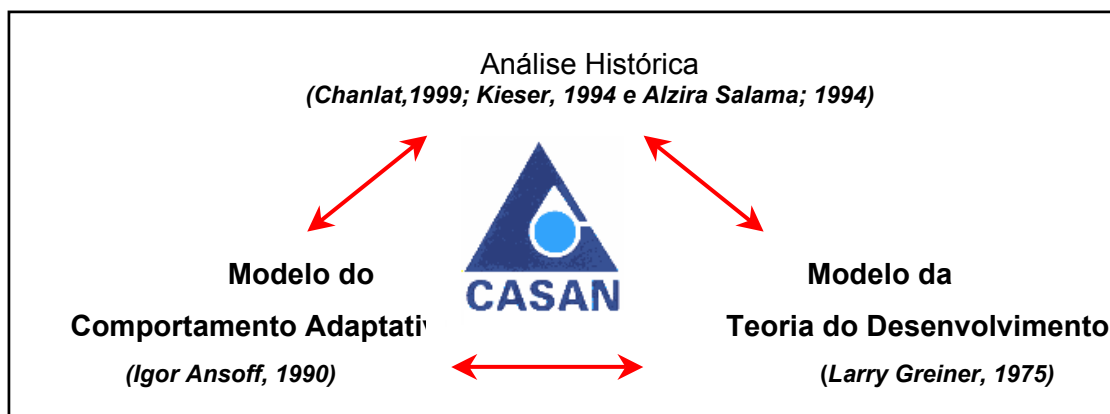 Análise Histórica
(Chanlat,1999; Kieser, 1994 e Alzira Salama; 1994)
CASAN
Modelo do
Comportamento Adaptati
(Igor Ansoff, 1990)
Modelo da
Teoria do Desenvolvimento
(Larry Greiner, 1975)